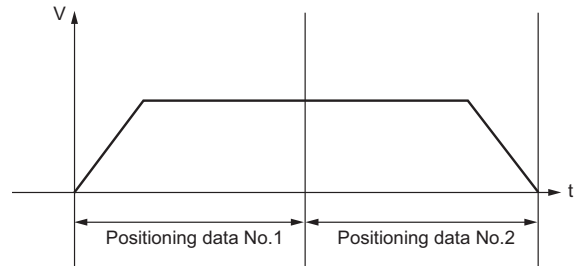 V
t
Positioning data No.1
Positioning data No.2